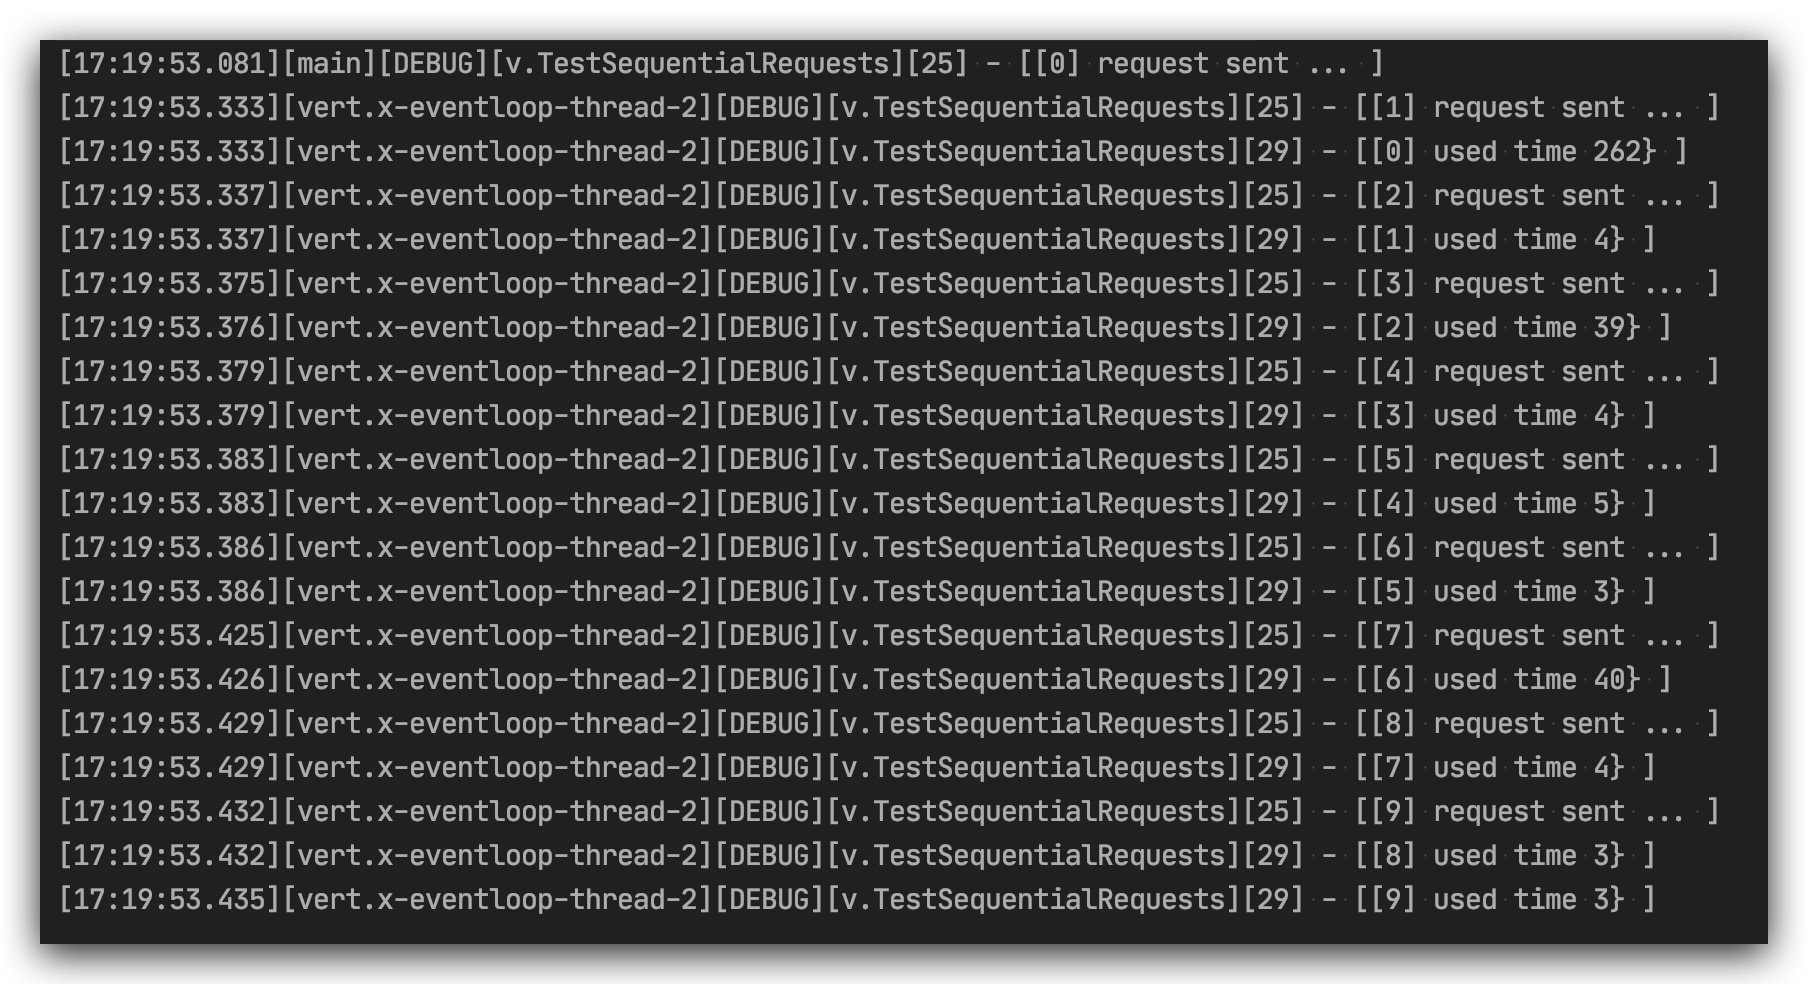 [17:19:53.081][main][DEBUG][v.TestSequentialRequests][25] - [[0] request sent ... ]
[17:19:53.333][vert.x-eventloop-thread-2][DEBUG][v.TestSequentialRequests][25] - [[1] request sent ... ]
[17:19:53.333][vert.x-eventloop-thread-2][DEBUG][v.TestSequentialRequests][29] - [[0] used time 262} ]
[17:19:53.337][vert.x-eventloop-thread-2][DEBUG][v.TestSequentialRequests][25] - [[2] request sent ... ]
[17:19:53.337][vert.x-eventloop-thread-2][DEBUG][v.TestSequentialRequests][29] - [[1] used time 4} ]
[17:19:53.375][vert.x-eventloop-thread-2][DEBUG][v.TestSequentialRequests][25] - [[3] request sent ... ]
[17:19:53.376][vert.x-eventloop-thread-2][DEBUG][v.TestSequentialRequests][29] - [[2] used time 39} ]
[17:19:53.379][vert.x-eventloop-thread-2][DEBUG][v.TestSequentialRequests][25] - [[4] request sent ... ]
[17:19:53.379][vert.x-eventloop-thread-2][DEBUG][v.TestSequentialRequests][29] - [[3] used time 4} ]
[17:19:53.383][vert.x-eventloop-thread-2][DEBUG][v.TestSequentialRequests][25] - [[5] request sent ... ]
[17:19:53.383][vert.x-eventloop-thread-2][DEBUG][v.TestSequentialRequests][29] - [[4] used time 5} ]
[17:19:53.386][vert.x-eventloop-thread-2][DEBUG][v.TestSequentialRequests][25] - [[6] request sent ... ]
[17:19:53.386][vert.x-eventloop-thread-2][DEBUG][v.TestSequentialRequests][29] - [[5] used time 3} ]
[17:19:53.425][vert.x-eventloop-thread-2][DEBUG][v.TestSequentialRequests][25] - [[7] request sent ... ]
[17:19:53.426][vert.x-eventloop-thread-2][DEBUG][v.TestSequentialRequests][29] - [[6] used time 40} ]
[17:19:53.429][vert.x-eventloop-thread-2][DEBUG][v.TestSequentialRequests][25] - [[8] request sent ... ]
[17:19:53.429][vert.x-eventloop-thread-2][DEBUG][v.TestSequentialRequests][29] - [[7] used time 4} ]
[17:19:53.432][vert.x-eventloop-thread-2][DEBUG][v.TestSequentialRequests][25] - [[9] request sent ... ]
[17:19:53.432][vert.x-eventloop-thread-2][DEBUG][v.TestSequentialRequests][29] - [[8] used time 3} ]
[17:19:53.435][vert.x-eventloop-thread-2][DEBUG][v.TestSequentialRequests][29] - [[9] used time 3} ]